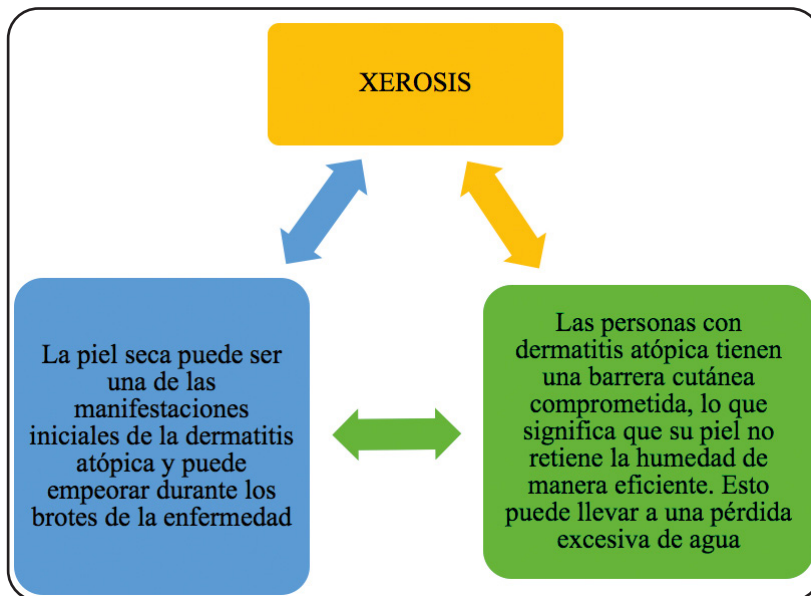 XEROSIS
La piel seca puede ser
una de las
manifestaciones
iniciales de la dermatitis
atópica y puede
empeorar durante los
brotes de la enfermedad
Las personas con
dermatitis atópica tienen
una barrera cutánea
comprometida, lo que
significa que su piel no
retiene la humedad de
manera eficiente. Esto
puede llevar a una pérdida
excesiva de agua